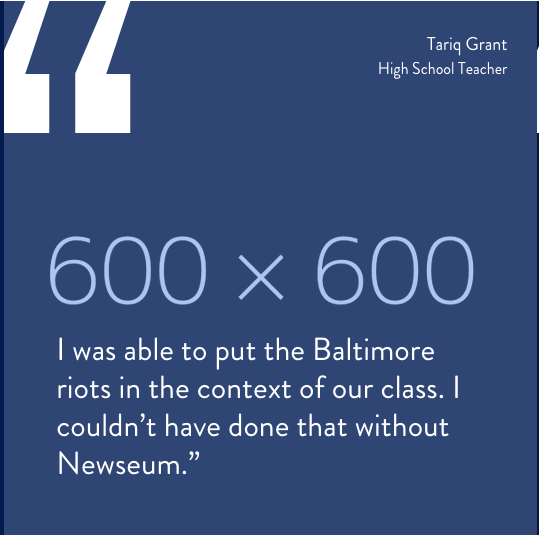 “
Tariq Grant
High School Teacher
600 × 600
I was able to put the Baltimore
riots in the context of our class. I
couldn’t have done that without
Newseum.”